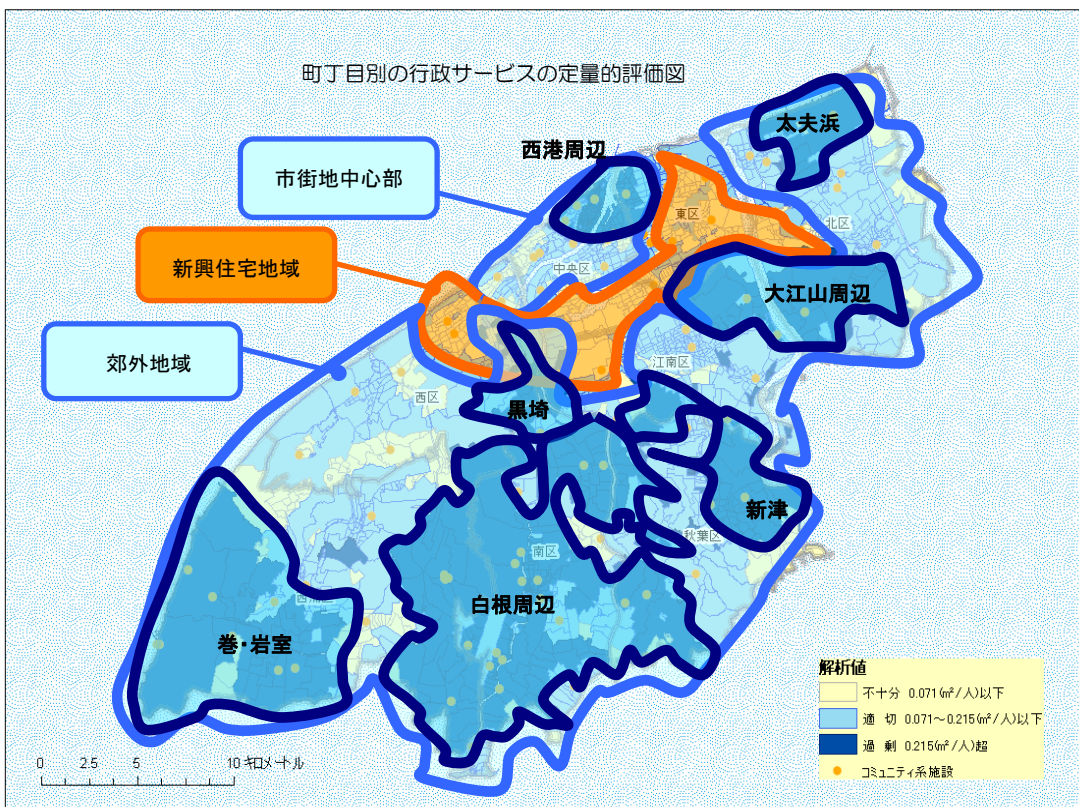 町丁目別の行政サービスの定量的評価図
太夫浜
西港周辺
市街地中心部
東区
北区
新興住宅地域
中央区
大江山周辺
郊外地域
江南区
西区
黒埼
新津
秋葉区
南区
白根周辺
西蒲区
巻・岩室
解析値
不十分 0.071(㎡/人)以下
適 切 0.071~0.215(㎡/人)以下
過 剰 0.215(㎡/人)超
コミュニティ系施設
0 2.5 5 10 キロメートル